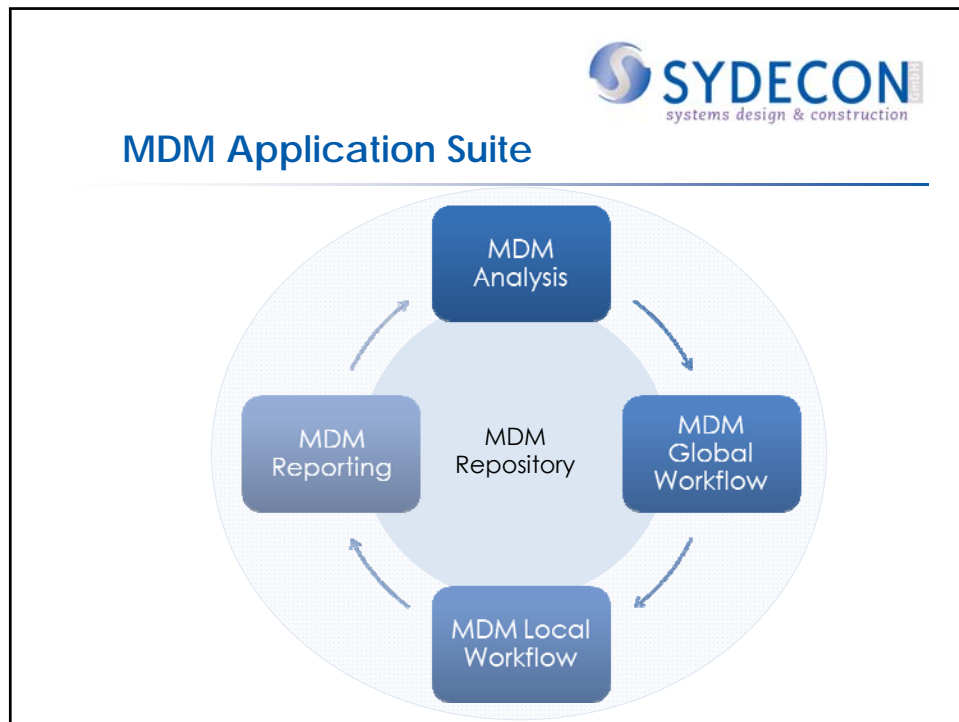 SYDECON GmbH
systems design & construction
MDM Application Suite
MDM
Analysis
MDM
Global
Workflow
MDM
Reporting
MDM
Repository
MDM Local
Workflow